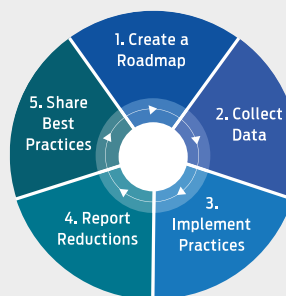 1. Create a
Roadmap
2. Collect
Data
3.
Implement
Practices
4. Report
Reductions
5. Share
Best
Practices